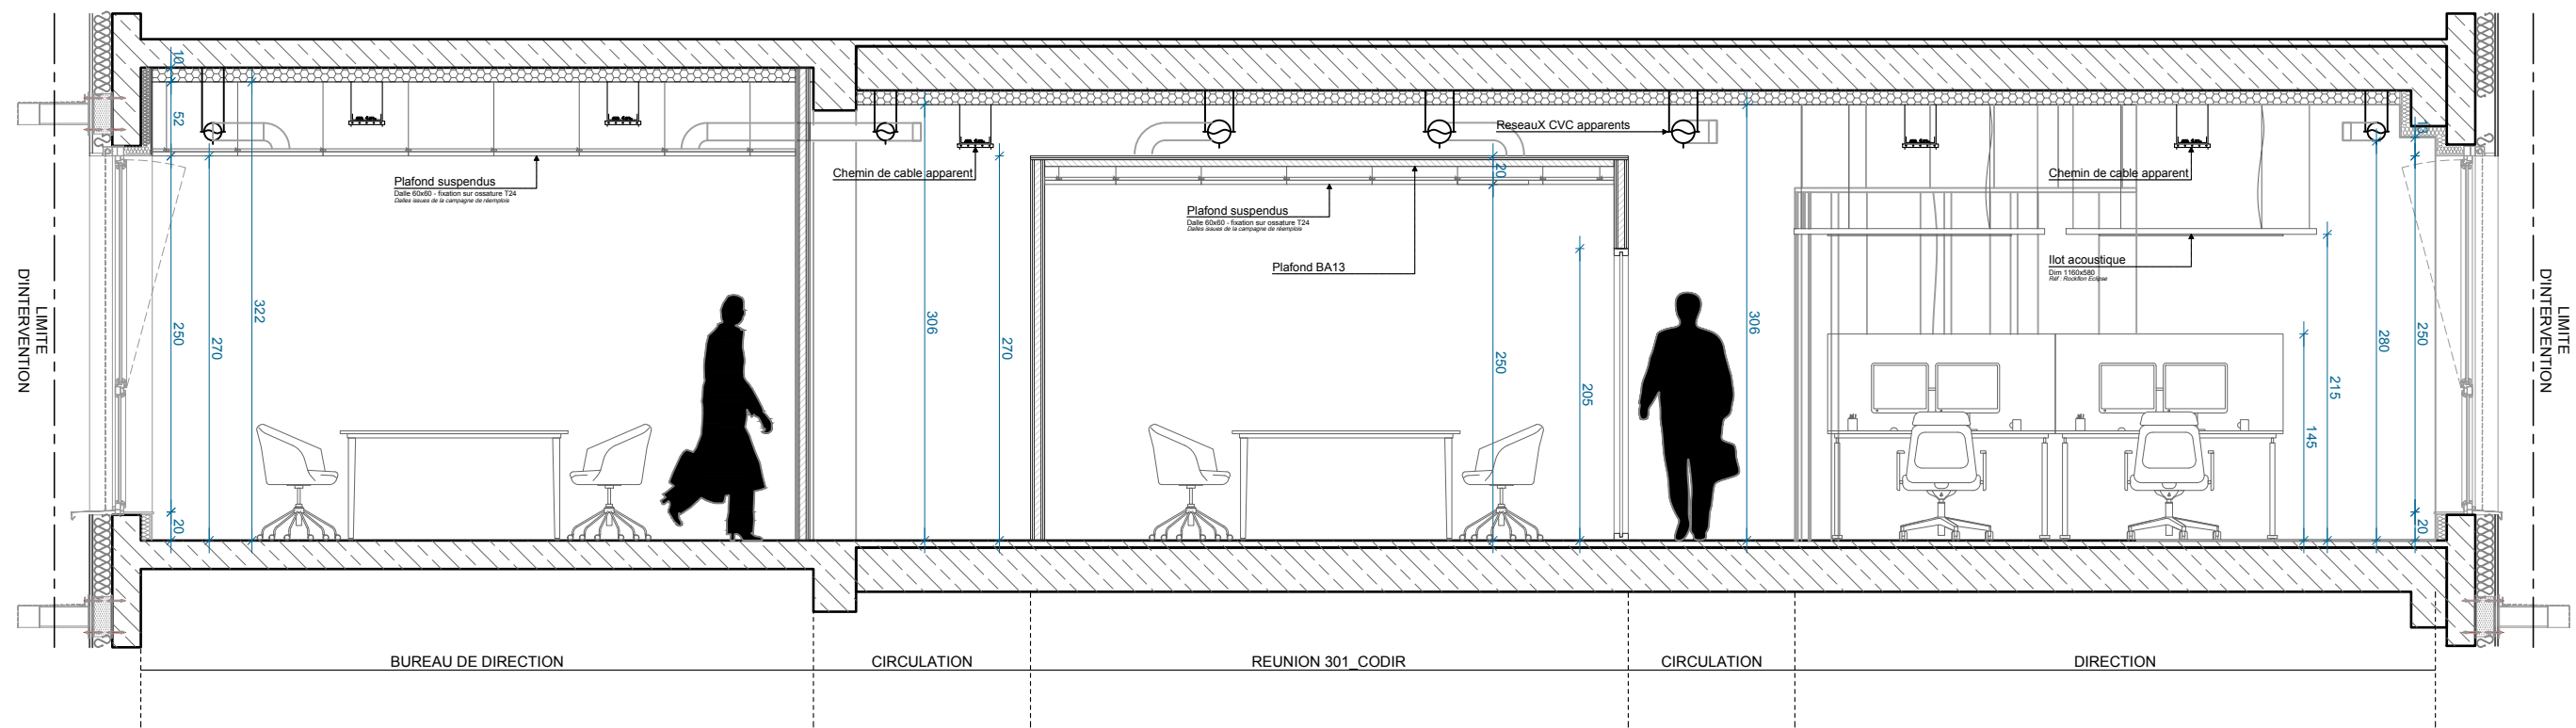 LIMITE
D'INTERVENTION
10
52
250
20
270
322
Plafond suspendus
Dalle 60x60 - fixation sur ossature T24
Dalles issues de la campagne de réemplois
Chemin de cable apparent
306
270
Plafond suspendus
Dalle 60x60 - fixation sur ossature T24
Dalles issues de la campagne de réemplois
Plafond BA13
20
250
205
ReseauX CVC apparents
306
Chemin de cable apparent
Ilot acoustique
Dim 1160x580
Réf : Rockfon Eclipse
145
215
280
13
250
20
LIMITE
D'INTERVENTION
BUREAU DE DIRECTION
CIRCULATION
REUNION 301_CODIR
CIRCULATION
DIRECTION